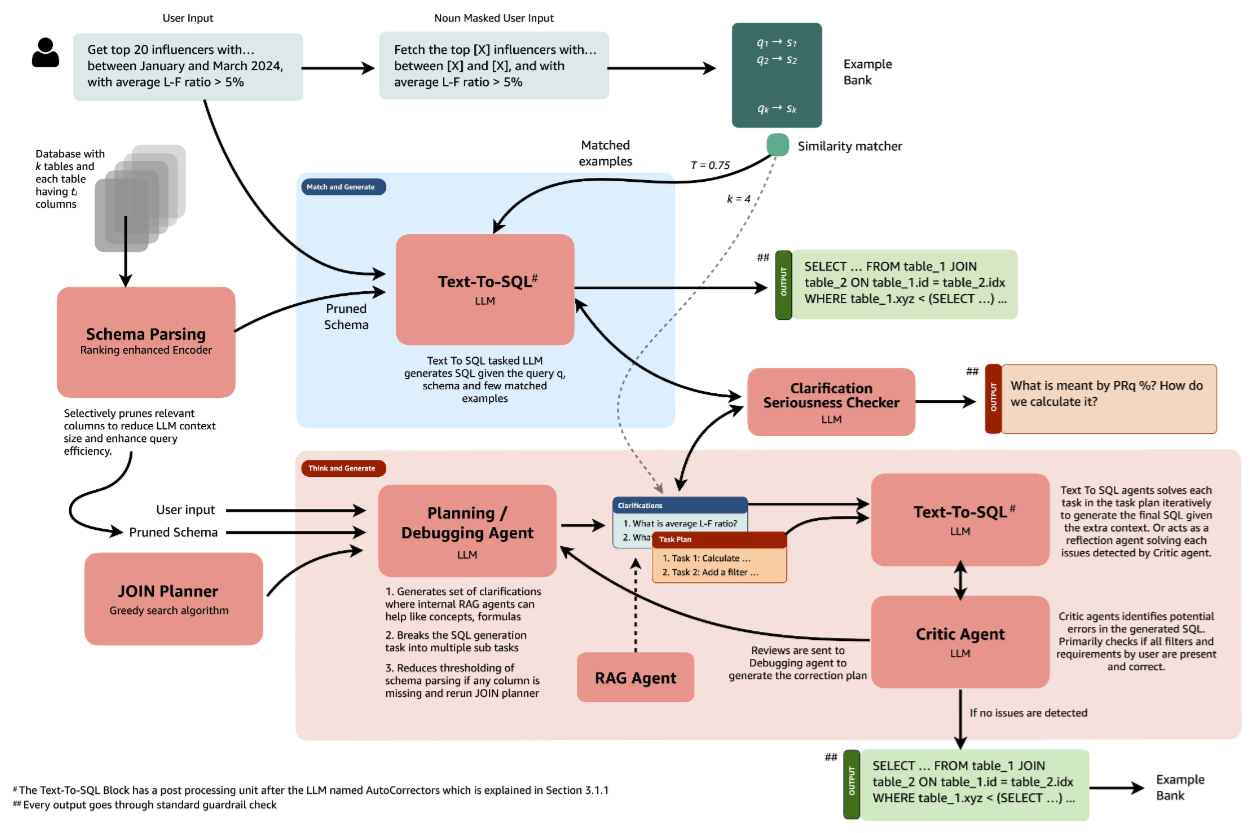 User Input
Noun Masked User Input
Get top 20 influencers with...
between January and March 2024,
with average L-F ratio > 5%
Fetch the top [X] influencers with...
between [X] and [X], and with
average L-F ratio > 5%
q₁ → s₁
q₂ → s₂
qₖ → sₖ
Example
Bank
Similarity matcher
Matched
examples
T = 0.75
k = 4
Database with
k tables and
each table
having tᵢ
columns
Match and Generate
Text-To-SQL#
LLM
Text To SQL tasked LLM
generates SQL given the query q,
schema and few matched
examples
Pruned
Schema
Schema Parsing
Ranking enhanced Encoder
Selectively prunes relevant
columns to reduce LLM context
size and enhance query
efficiency.
##
OUTPUT
SELECT ... FROM table_1 JOIN
table_2 ON table_1.id = table_2.idx
WHERE table_1.xyz < (SELECT ...) ...
Clarification
Seriousness Checker
LLM
##
OUTPUT
What is meant by PRq %? How do
we calculate it?
Think and Generate
User input
Pruned Schema
JOIN Planner
Greedy search algorithm
Planning /
Debugging Agent
LLM
1. Generates set of clarifications
where internal RAG agents can
help like concepts, formulas
2. Breaks the SQL generation
task into multiple sub tasks
3. Reduces thresholding of
schema parsing if any column is
missing and rerun JOIN planner
Clarifications
1. What is average L-F ratio?
2. Wha
Task Plan
1. Task 1: Calculate ...
2. Task 2: Add a filter ...
RAG Agent
Reviews are sent to
Debugging agent to
generate the correction plan
Text-To-SQL#
LLM
Text To SQL agents solves each
task in the task plan iteratively
to generate the final SQL given
the extra context. Or acts as a
reflection agent solving each
issues detected by Critic agent.
Critic Agent
LLM
Critic agents identifies potential
errors in the generated SQL.
Primarily checks if all filters and
requirements by user are present
and correct.
If no issues are detected
##
OUTPUT
SELECT ... FROM table_1 JOIN
table_2 ON table_1.id = table_2.idx
WHERE table_1.xyz < (SELECT ...) ...
Example
Bank
# The Text-To-SQL Block has a post processing unit after the LLM named AutoCorrectors which is explained in Section 3.1.1
## Every output goes through standard guardrail check